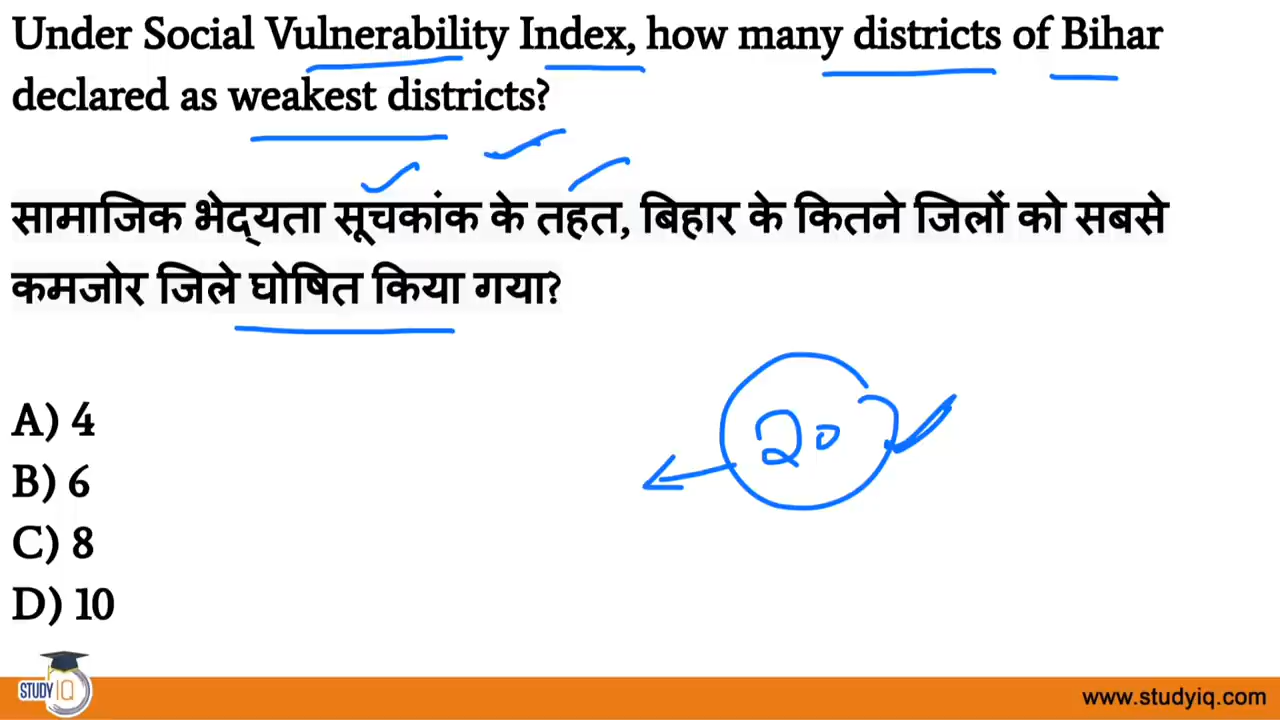 Under Social Vulnerability Index, how many districts of Bihar
declared as weakest districts?
सामाजिक भेद्यता सूचकांक के तहत, बिहार के कितने जिलों को सबसे
कमजोर जिले घोषित किया गया?
20
A) 4
B) 6
C) 8
D) 10
STUDY IQ
www.studyiq.com